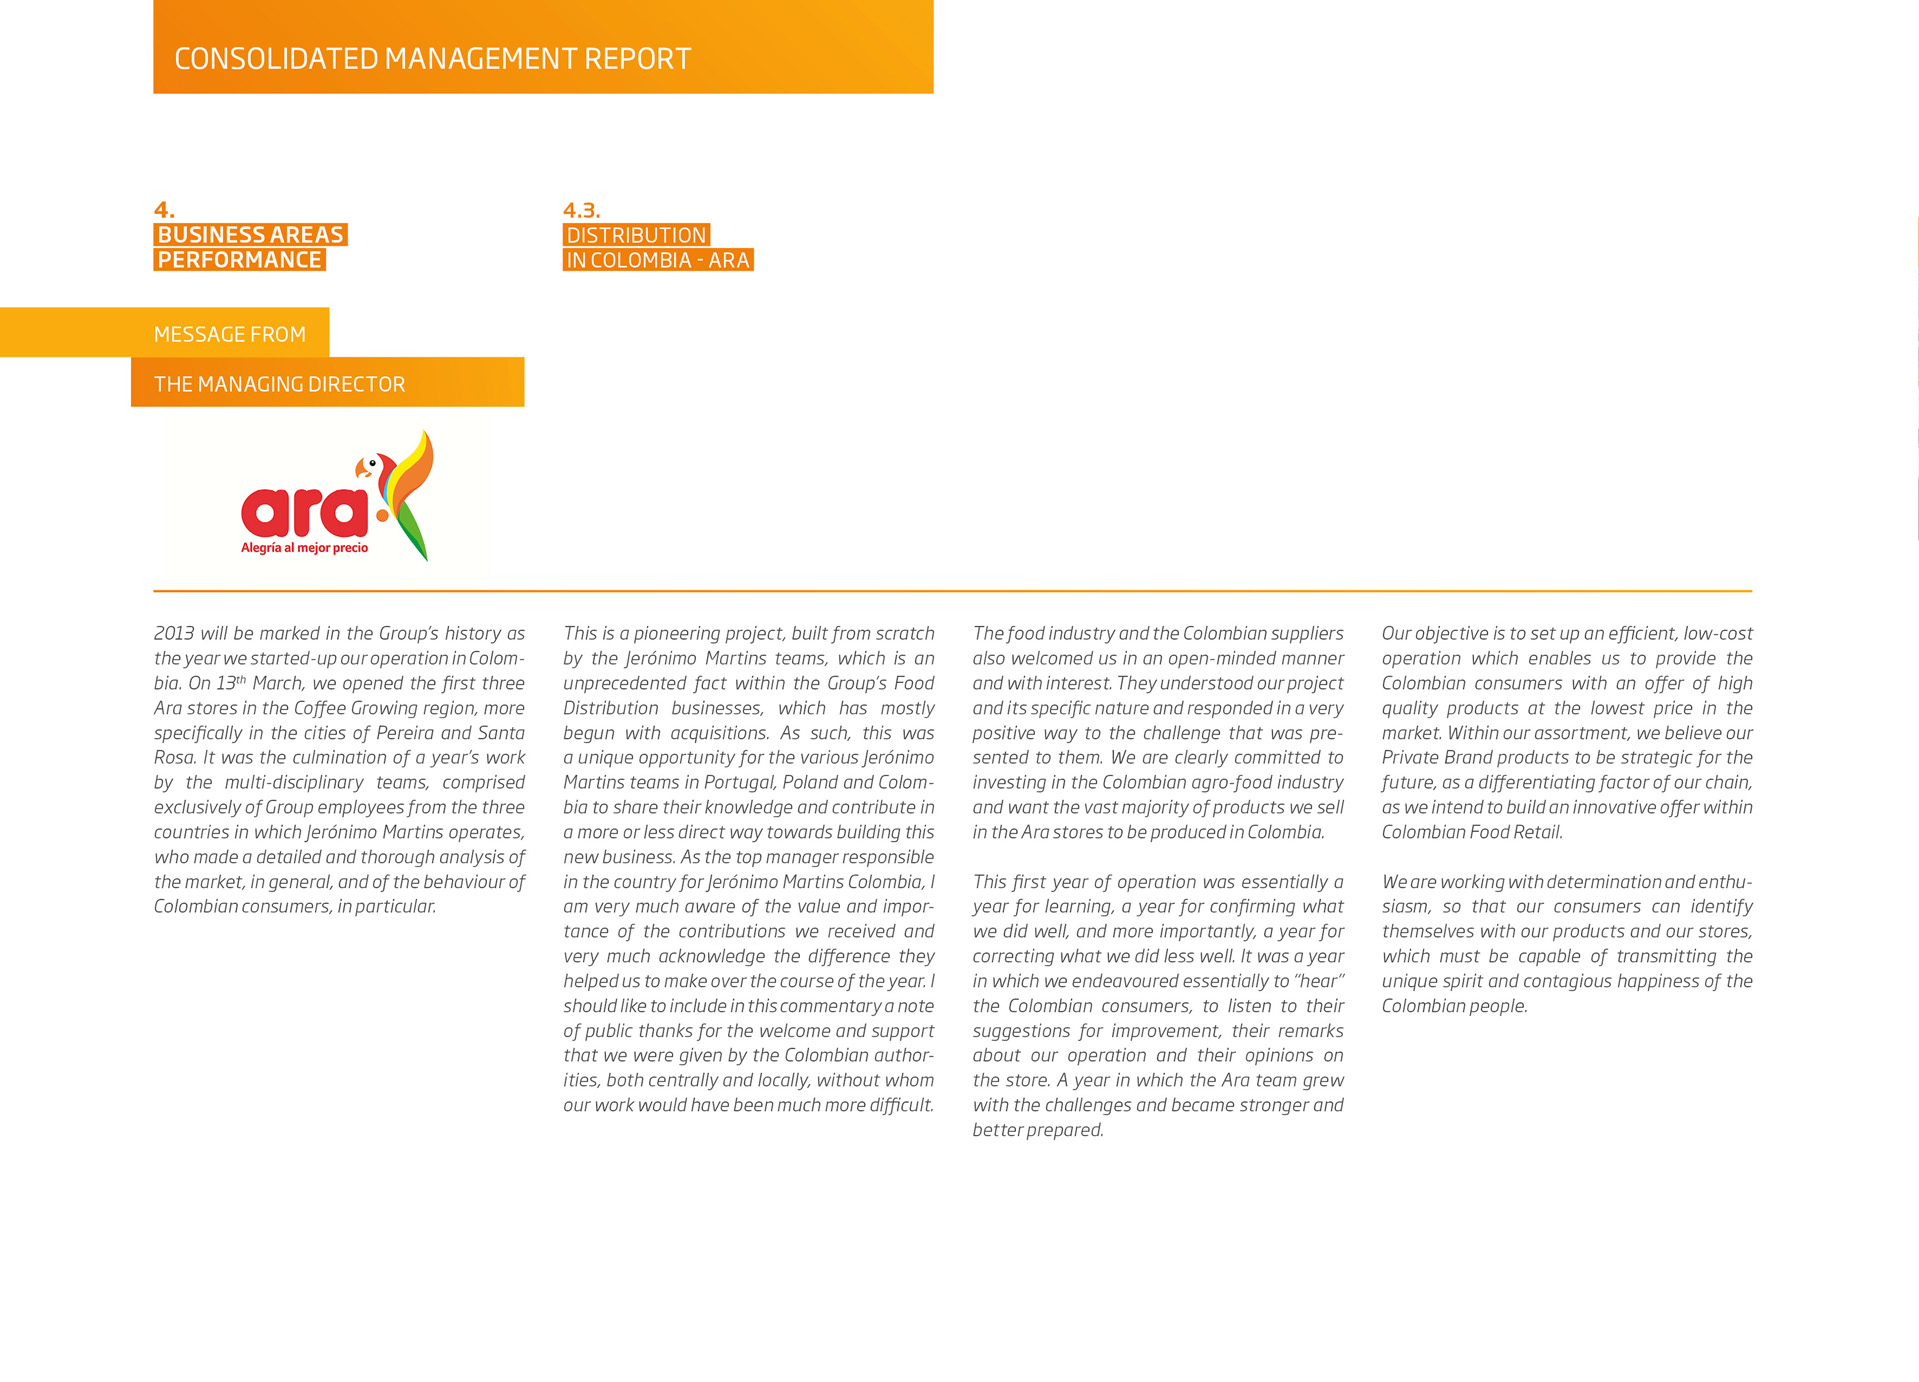 CONSOLIDATED MANAGEMENT REPORT
4.
BUSINESS AREAS
PERFORMANCE
4.3.
DISTRIBUTION
IN COLOMBIA - ARA
MESSAGE FROM
THE MANAGING DIRECTOR
ara
Alegría al mejor precio
2013 will be marked in the Group's history as
the year we started-up our operation in Colom-
bia. On 13th March, we opened the first three
Ara stores in the Coffee Growing region, more
specifically in the cities of Pereira and Santa
Rosa. It was the culmination of a year's work
by the multi-disciplinary teams, comprised
exclusively of Group employees from the three
countries in which Jerónimo Martins operates,
who made a detailed and thorough analysis of
the market, in general, and of the behaviour of
Colombian consumers, in particular.
This is a pioneering project, built from scratch
by the Jerónimo Martins teams, which is an
unprecedented fact within the Group's Food
Distribution businesses, which has mostly
begun with acquisitions. As such, this was
a unique opportunity for the various Jerónimo
Martins teams in Portugal, Poland and Colom-
bia to share their knowledge and contribute in
a more or less direct way towards building this
new business. As the top manager responsible
in the country for Jerónimo Martins Colombia, I
am very much aware of the value and impor-
tance of the contributions we received and
very much acknowledge the difference they
helped us to make over the course of the year. I
should like to include in this commentary a note
of public thanks for the welcome and support
that we were given by the Colombian author-
ities, both centrally and locally, without whom
our work would have been much more difficult.
The food industry and the Colombian suppliers
also welcomed us in an open-minded manner
and with interest. They understood our project
and its specific nature and responded in a very
positive way to the challenge that was pre-
sented to them. We are clearly committed to
investing in the Colombian agro-food industry
and want the vast majority of products we sell
in the Ara stores to be produced in Colombia.
This first year of operation was essentially a
year for learning, a year for confirming what
we did well, and more importantly, a year for
correcting what we did less well. It was a year
in which we endeavoured essentially to "hear"
the Colombian consumers, to listen to their
suggestions for improvement, their remarks
about our operation and their opinions on
the store. A year in which the Ara team grew
with the challenges and became stronger and
better prepared.
Our objective is to set up an efficient, low-cost
operation which enables us to provide the
Colombian consumers with an offer of high
quality products at the lowest price in the
market. Within our assortment, we believe our
Private Brand products to be strategic for the
future, as a differentiating factor of our chain,
as we intend to build an innovative offer within
Colombian Food Retail.
We are working with determination and enthu-
siasm, so that our consumers can identify
themselves with our products and our stores,
which must be capable of transmitting the
unique spirit and contagious happiness of the
Colombian people.